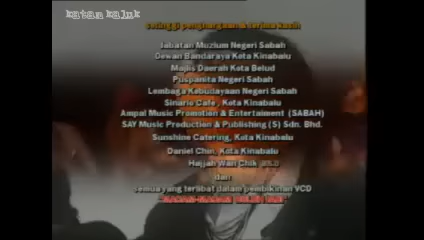 katam kaluk
setinggi penghargaan & terima kasih
Jabatan Muzium Negeri Sabah
Dewan Bandaraya Kota Kinabalu
Majlis Daerah Kota Belud
Puspanita Negeri Sabah
Lembaga Kebudayaan Negeri Sabah
Sinario Cafe, Kota Kinabalu
Ampal Music Promotion & Entertainment (SABAH)
SAY Music Production & Publishing (S) Sdn. Bhd.
Sunshine Catering, Kota Kinabalu
Daniel Chin, Kota Kinabalu
Hajjah Wan Chik
dan
semua yang terlibat dalam pembikinan VCD